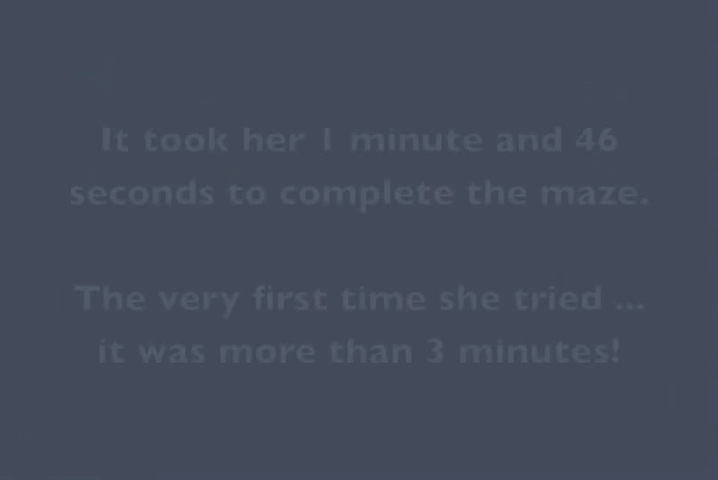 It took her 1 minute and 46
seconds to complete the maze.
The very first time she tried ...
it was more than 3 minutes!